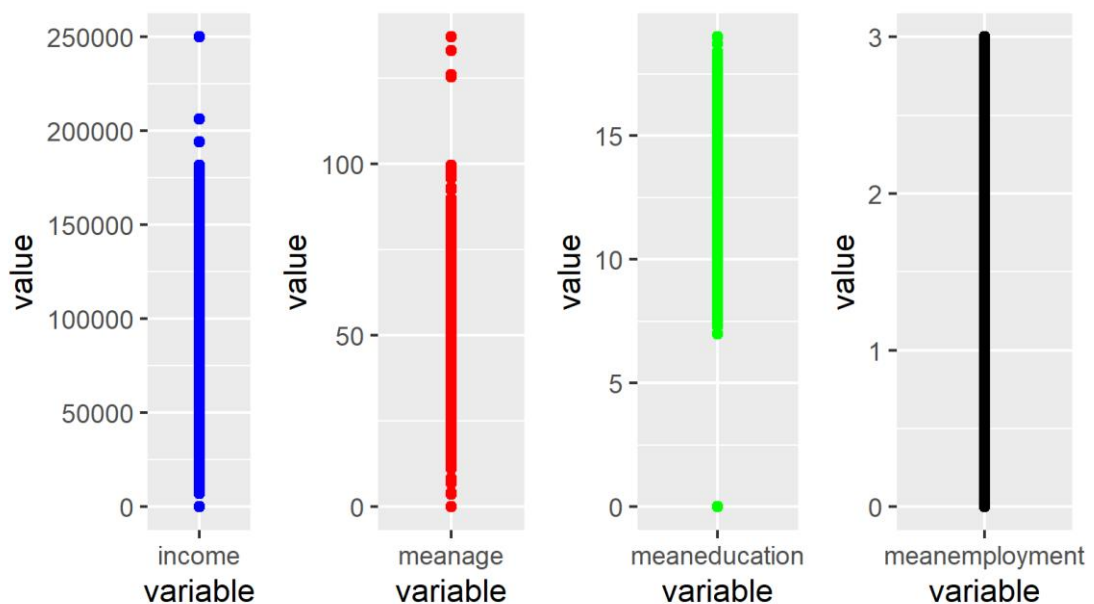 value
250000
200000
150000
100000
50000
0
income
variable
value
100
50
0
meanage
variable
value
15
10
5
0
meaneducation
variable
value
3
2
1
0
meanemployment
variable